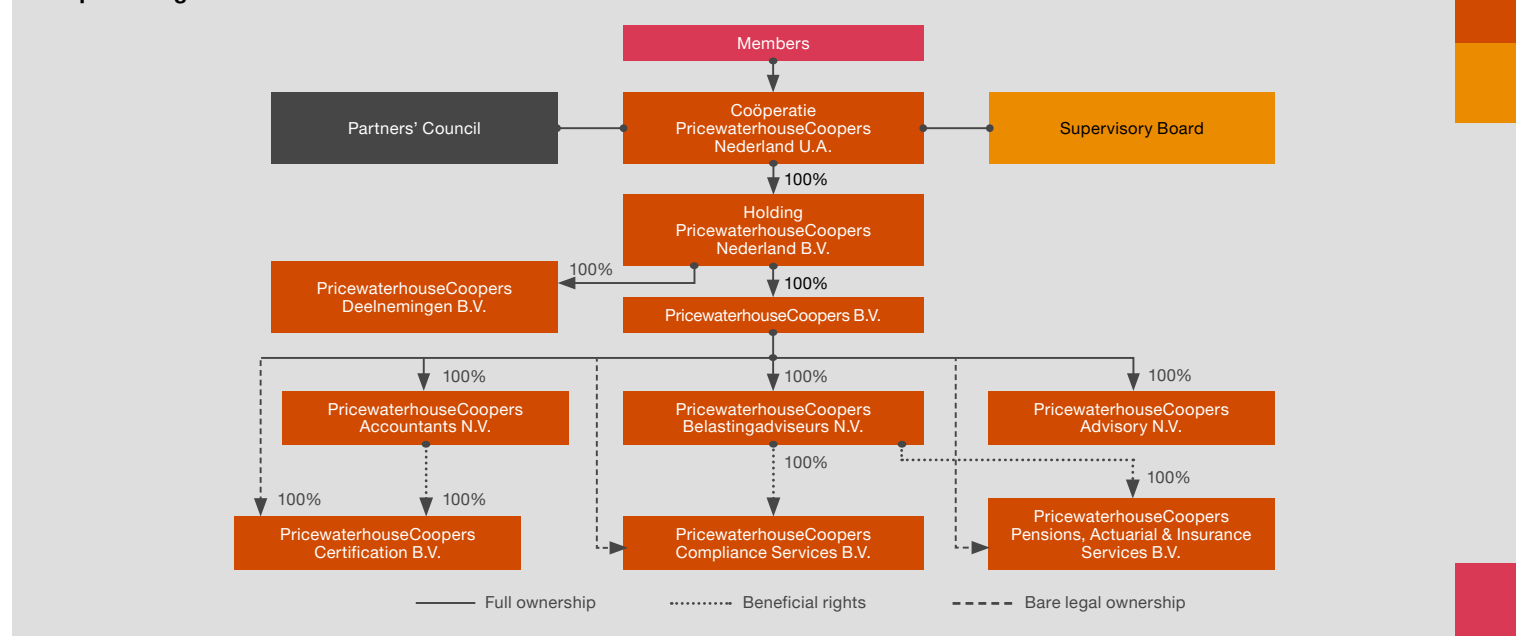 Members
Partners' Council
Coöperatie
PricewaterhouseCoopers
Nederland U.A.
Supervisory Board
100%
Holding
PricewaterhouseCoopers
Nederland B.V.
100%
100%
PricewaterhouseCoopers
Deelnemingen B.V.
PricewaterhouseCoopers B.V.
100%
100%
100%
PricewaterhouseCoopers
Accountants N.V.
PricewaterhouseCoopers
Belastingadviseurs N.V.
PricewaterhouseCoopers
Advisory N.V.
100%
100%
100%
100%
PricewaterhouseCoopers
Certification B.V.
PricewaterhouseCoopers
Compliance Services B.V.
PricewaterhouseCoopers
Pensions, Actuarial & Insurance
Services B.V.
Full ownership
Beneficial rights
Bare legal ownership